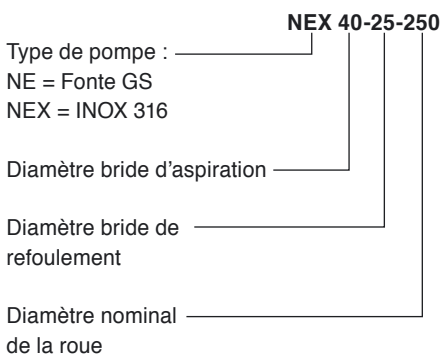 NEX 40-25-250
Type de pompe :
NE = Fonte GS
NEX = INOX 316
Diamètre bride d’aspiration
Diamètre bride de
refoulement
Diamètre nominal
de la roue